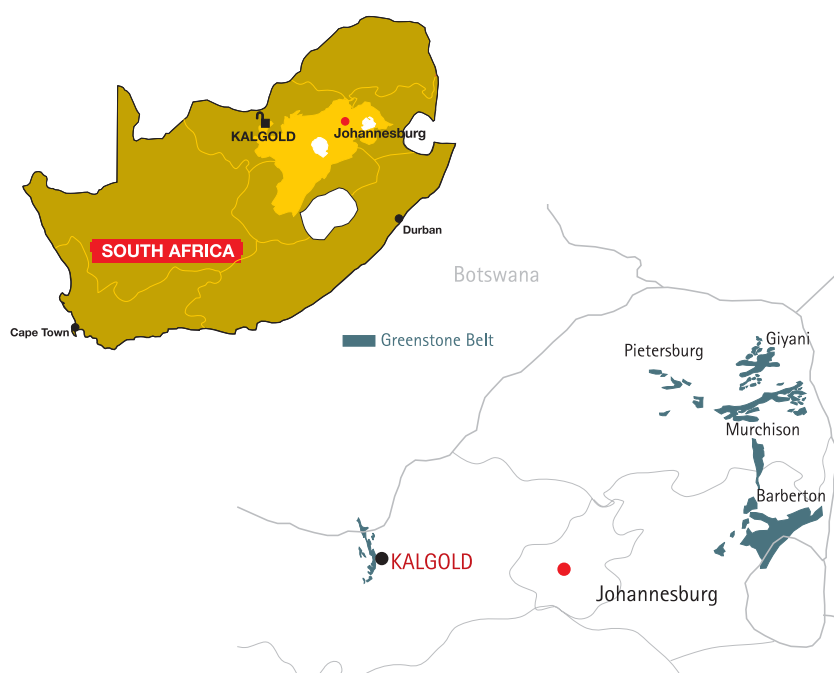 KALGOLD
Johannesburg
Durban
SOUTH AFRICA
Cape Town
Botswana
Greenstone Belt
Pietersburg
Giyani
Murchison
Barberton
KALGOLD
Johannesburg